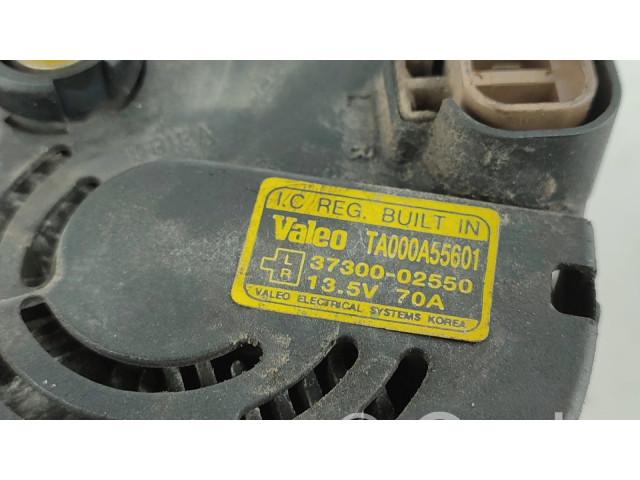 I.C REG. BUILT IN
Valeo TA000A55601
L R 37300-02550
13.5V 70A
VALEO ELECTRICAL SYSTEMS KOREA